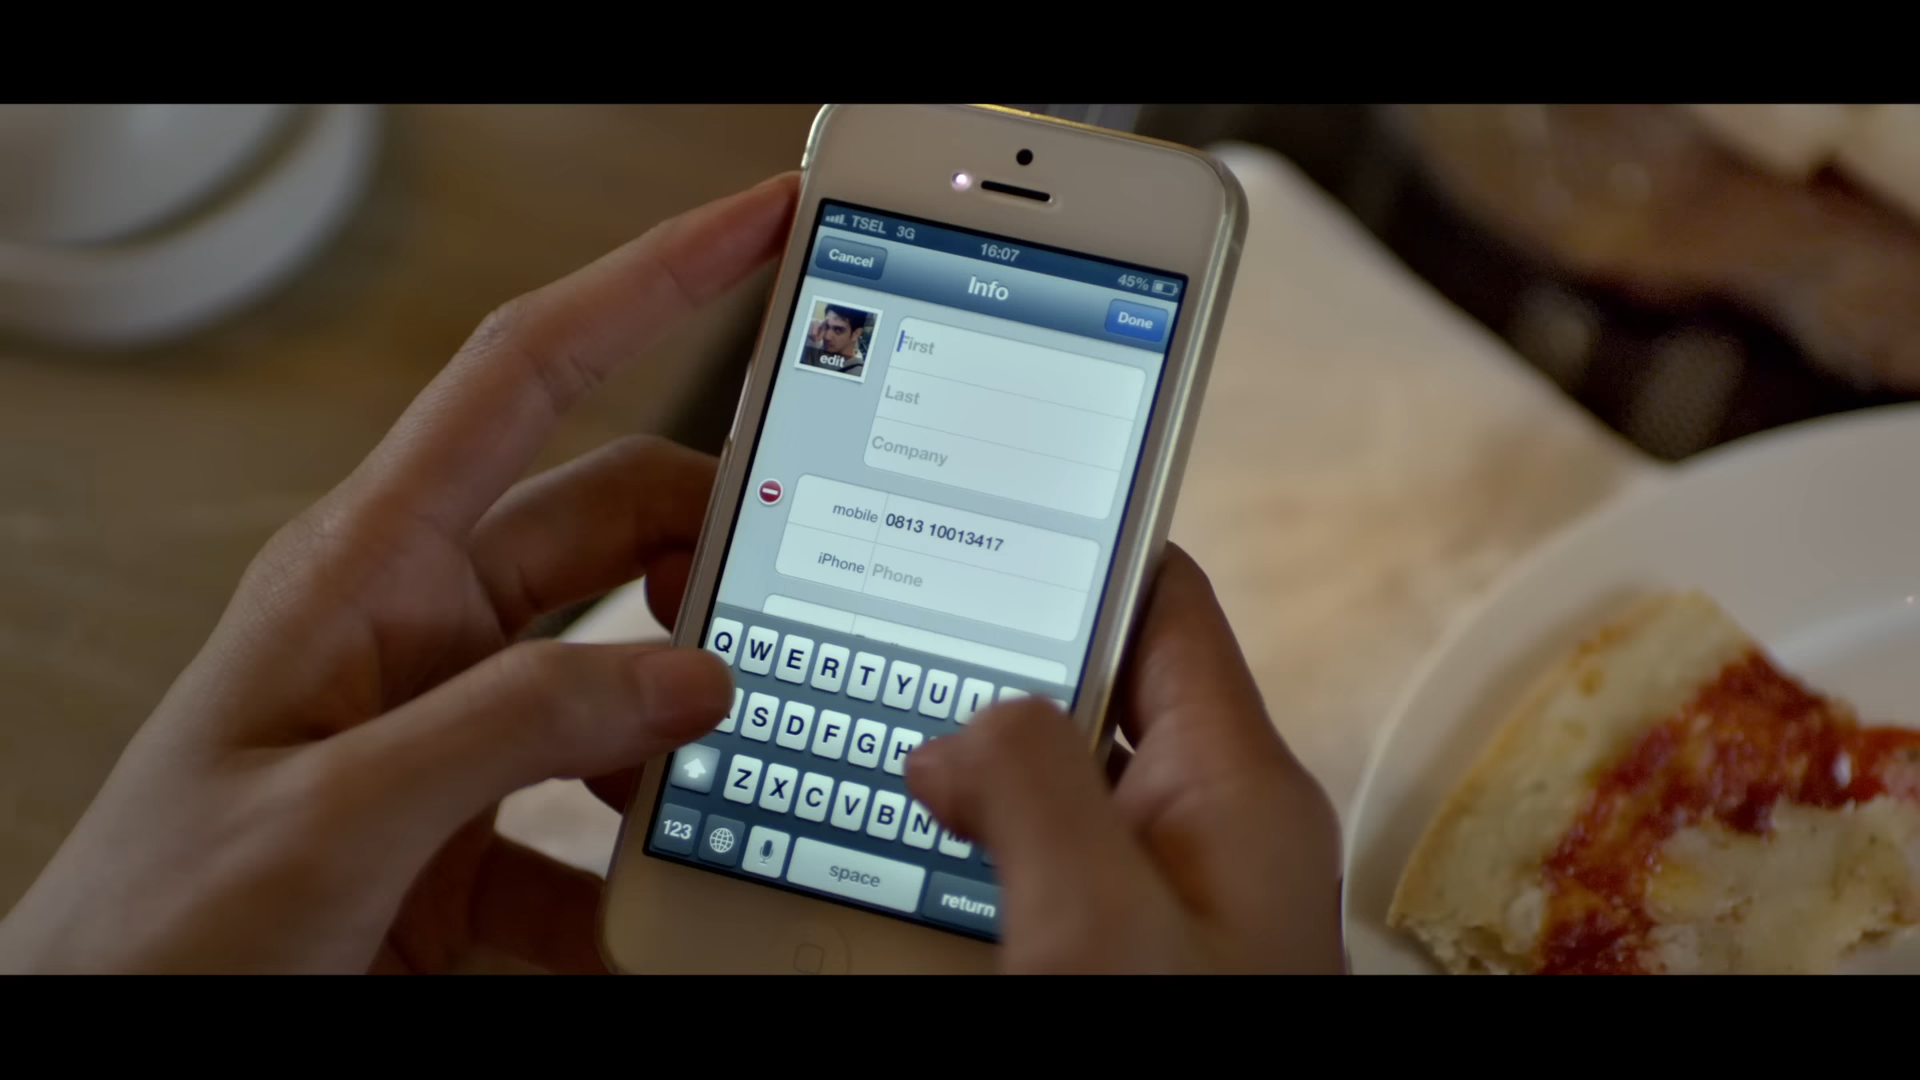 TSEL 3G 16:07 45%
Cancel Info Done
edit
First
Last
Company
mobile 0813 10013417
iPhone Phone
Q W E R T Y U I
S D F G H
Z X C V B N M
123 space return